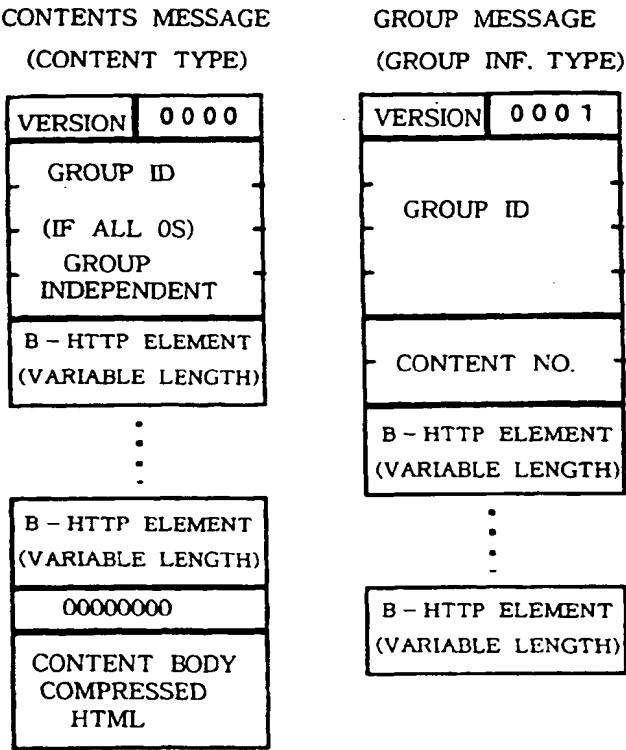 CONTENTS MESSAGE
(CONTENT TYPE)
VERSION 0000
GROUP ID
(IF ALL 0S)
GROUP
INDEPENDENT
B-HTTP ELEMENT
(VARIABLE LENGTH)
B-HTTP ELEMENT
(VARIABLE LENGTH)
00000000
CONTENT BODY
COMPRESSED
HTML
GROUP MESSAGE
(GROUP INF. TYPE)
VERSION 0001
GROUP ID
CONTENT NO.
B-HTTP ELEMENT
(VARIABLE LENGTH)
B-HTTP ELEMENT
(VARIABLE LENGTH)